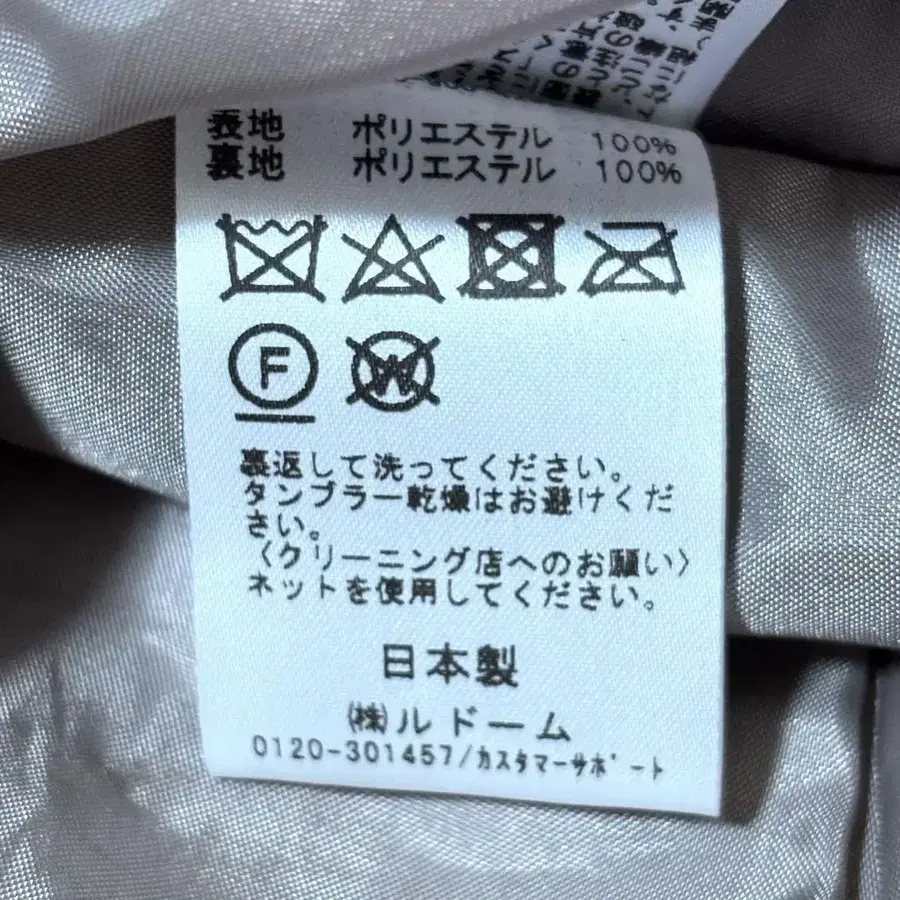 表地 ポリエステル 100%
裏地 ポリエステル 100%
F
W
裏返して洗ってください。
タンブラー乾燥はお避けくだ
さい。
〈クリーニング店へのお願い〉
ネットを使用してください。
日本製
㈱ルドーム
0120-301457/カスタマーサポート